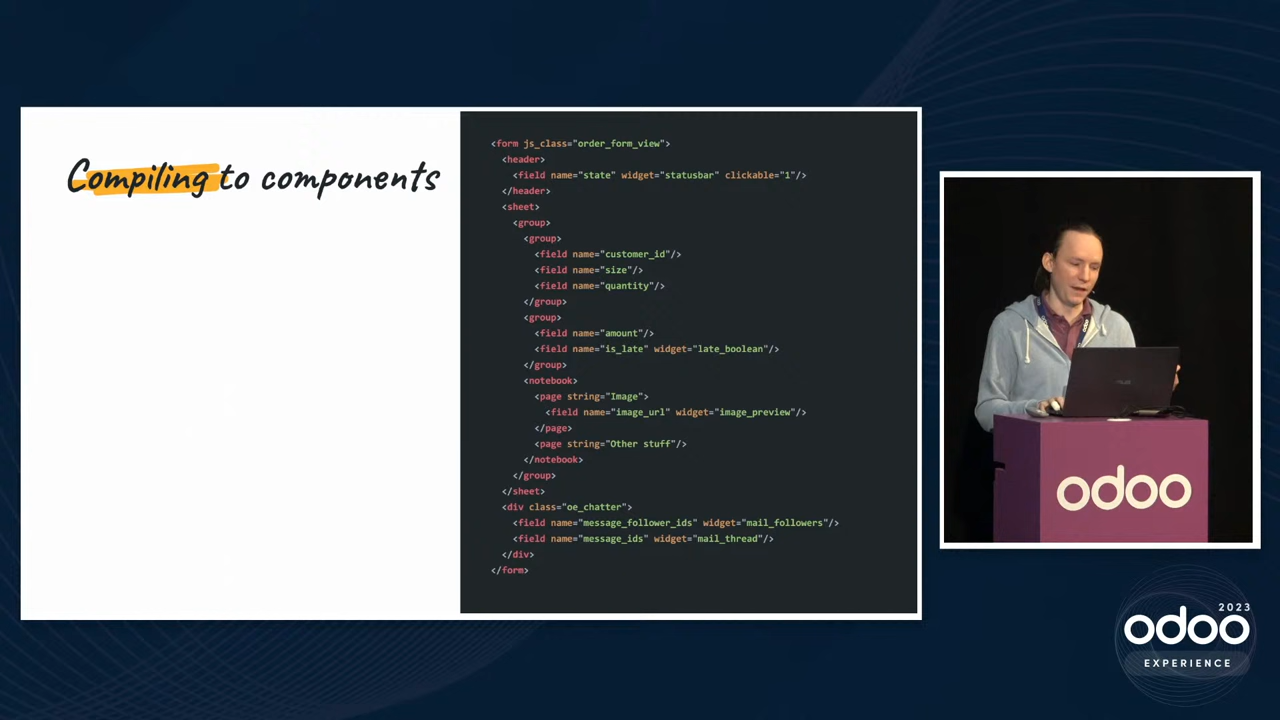 Compiling to components
<form js_class="order_form_view">
<header>
<field name="state" widget="statusbar" clickable="1"/>
</header>
<sheet>
<group>
<group>
<field name="customer_id"/>
<field name="size"/>
<field name="quantity"/>
</group>
<group>
<field name="amount"/>
<field name="is_late" widget="late_boolean"/>
</group>
<notebook>
<page string="Image">
<field name="image_url" widget="image_preview"/>
</page>
<page string="Other stuff"/>
</notebook>
</group>
</sheet>
<div class="oe_chatter">
<field name="message_follower_ids" widget="mail_followers"/>
<field name="message_ids" widget="mail_thread"/>
</div>
</form>
odoo
odoo
2023
odoo
EXPERIENCE